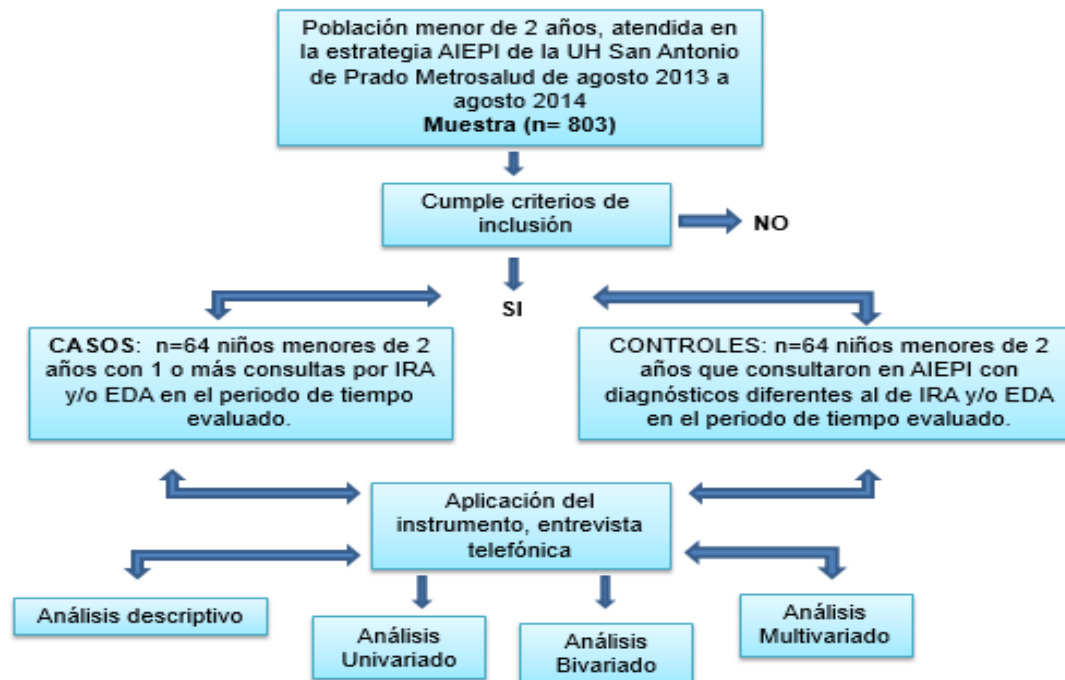 Población menor de 2 años, atendida en
la estrategia AIEPI de la UH San Antonio
de Prado Metrosalud de agosto 2013 a
agosto 2014
Muestra (n= 803)
Cumple criterios de
inclusión
NO
SI
CASOS: n=64 niños menores de 2
años con 1 o más consultas por IRA
y/o EDA en el periodo de tiempo
evaluado.
CONTROLES: n=64 niños menores de 2
años que consultaron en AIEPI con
diagnósticos diferentes al de IRA y/o EDA
en el periodo de tiempo evaluado.
Aplicación del
instrumento, entrevista
telefónica
Análisis descriptivo
Análisis
Univariado
Análisis
Bivariado
Análisis
Multivariado